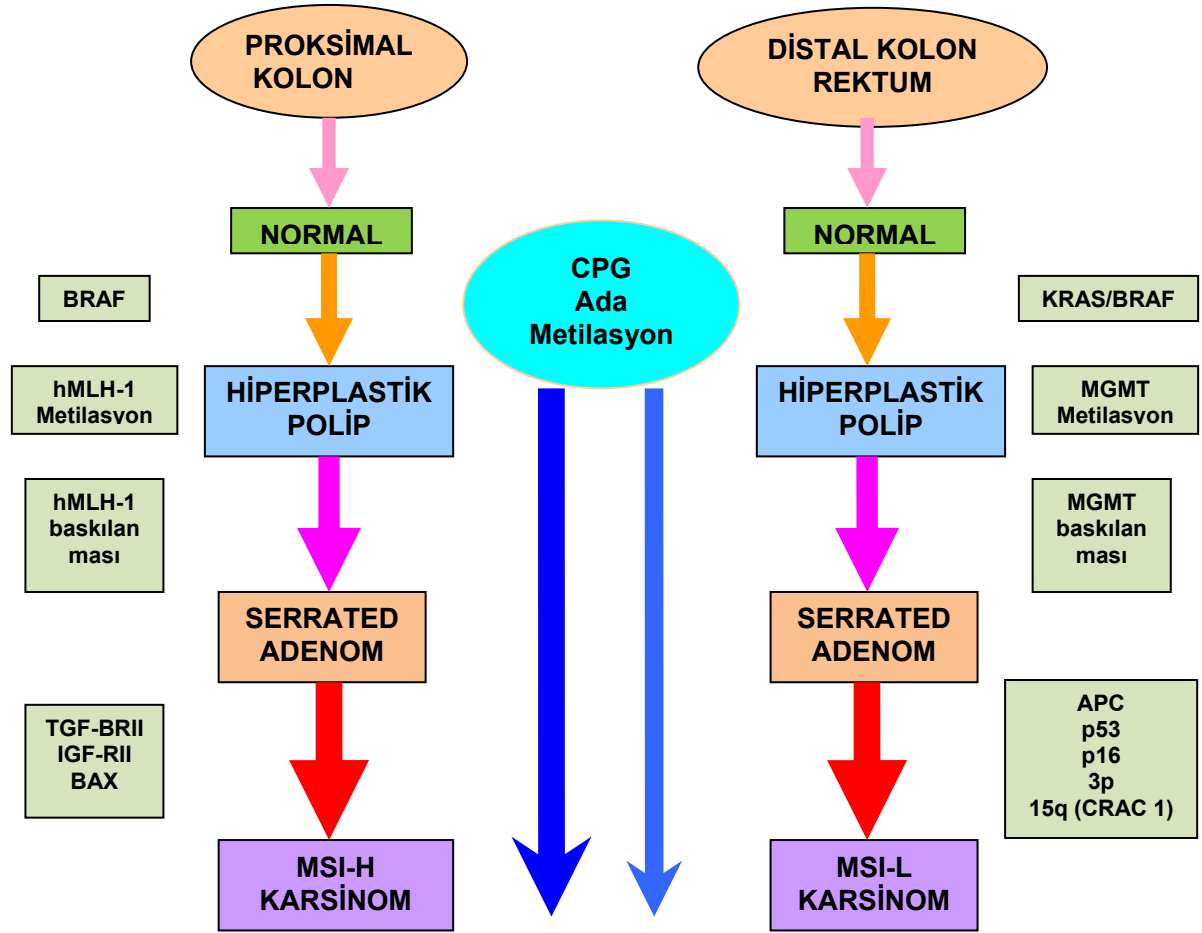 PROKSİMAL
KOLON
DİSTAL KOLON
REKTUM
NORMAL
NORMAL
CPG
Ada
Metilasyon
BRAF
KRAS/BRAF
hMLH-1
Metilasyon
HİPERPLASTİK
POLİP
HİPERPLASTİK
POLİP
MGMT
Metilasyon
hMLH-1
baskılan
ması
MGMT
baskılan
ması
SERRATED
ADENOM
SERRATED
ADENOM
TGF-BRII
IGF-RII
BAX
APC
p53
p16
3p
15q (CRAC 1)
MSI-H
KARSİNOM
MSI-L
KARSİNOM